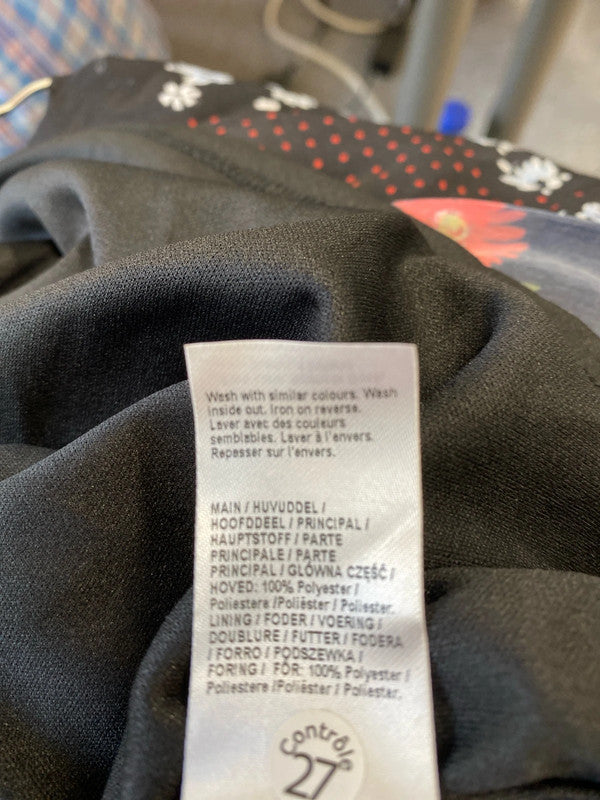 Wash with similar colours. Wash
inside out. Iron on reverse.
Laver avec des couleurs
semblables. Laver à l'envers.
Repasser sur l'envers.
MAIN / HUVUDDEL /
HOOFDDEEL / PRINCIPAL /
HAUPTSTOFF / PARTE
PRINCIPALE / PARTE
PRINCIPAL / GŁÓWNA CZĘŚĆ /
HOVED: 100% Polyester /
Poliestere /Poliéster / Poliester.
LINING / FODER / VOERING /
DOUBLURE / FUTTER / FODERA
/ FORRO / PODSZEWKA /
FORING / FÔR: 100% Polyester /
Poliestere /Poliéster / Poliester.
Contrôle
27